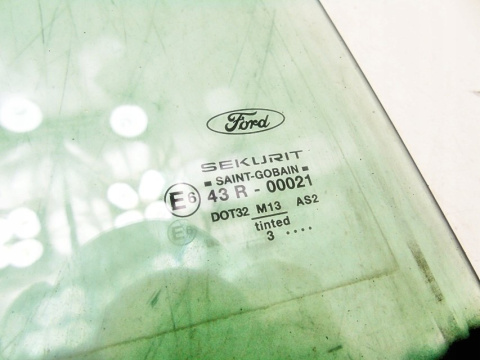 Ford
SEKURIT
SAINT-GOBAIN
E6 43 R - 00021
DOT32 M13 AS2
tinted
3 ....